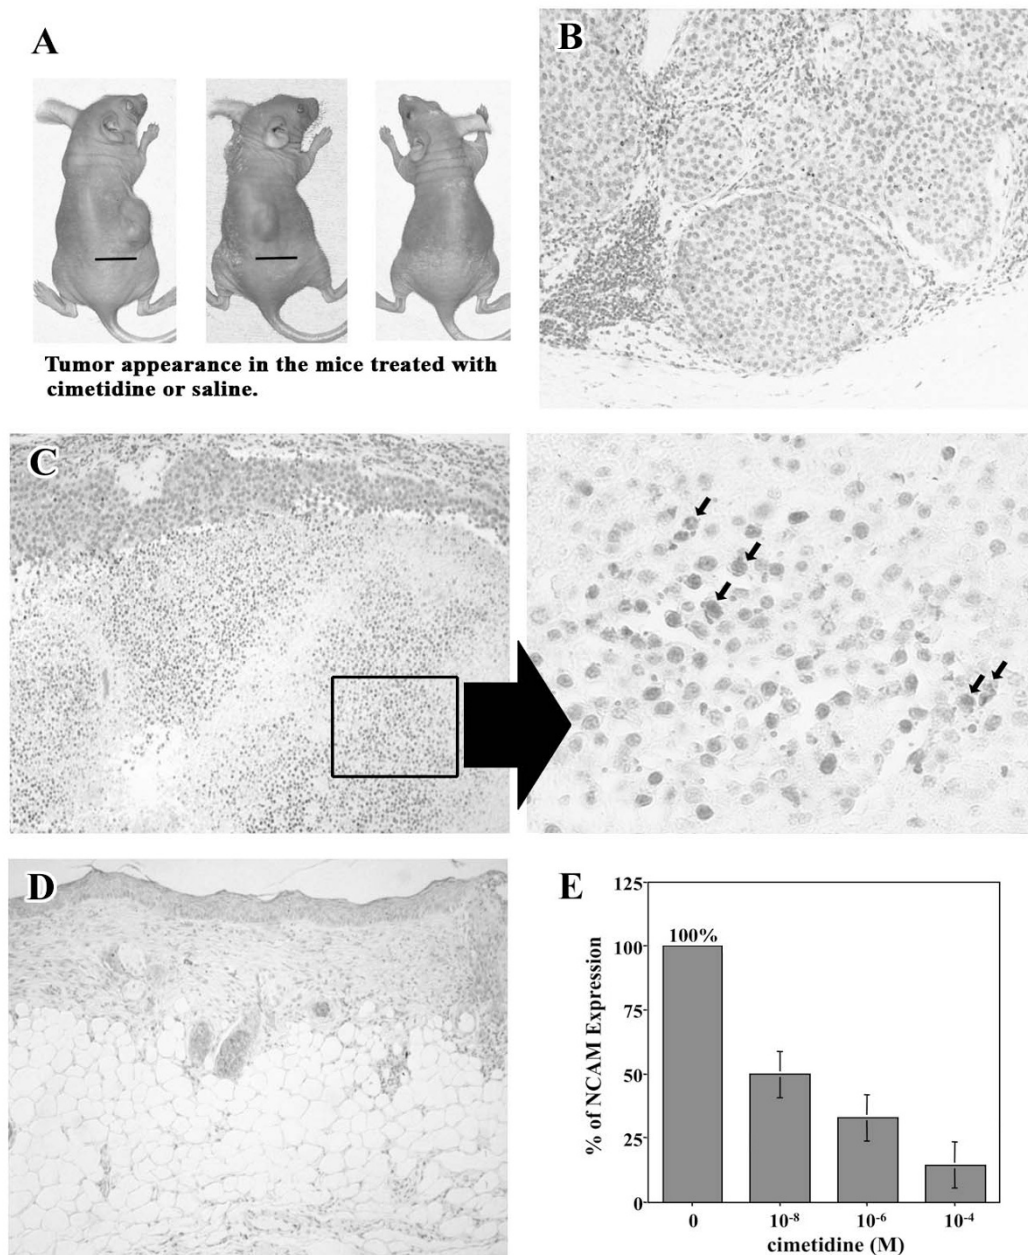 A
B
Tumor appearance in the mice treated with
cimetidine or saline.
C
D
E
125
100
75
50
25
0
100%
% of NCAM Expression
0
10⁻⁸
10⁻⁶
10⁻⁴
cimetidine (M)